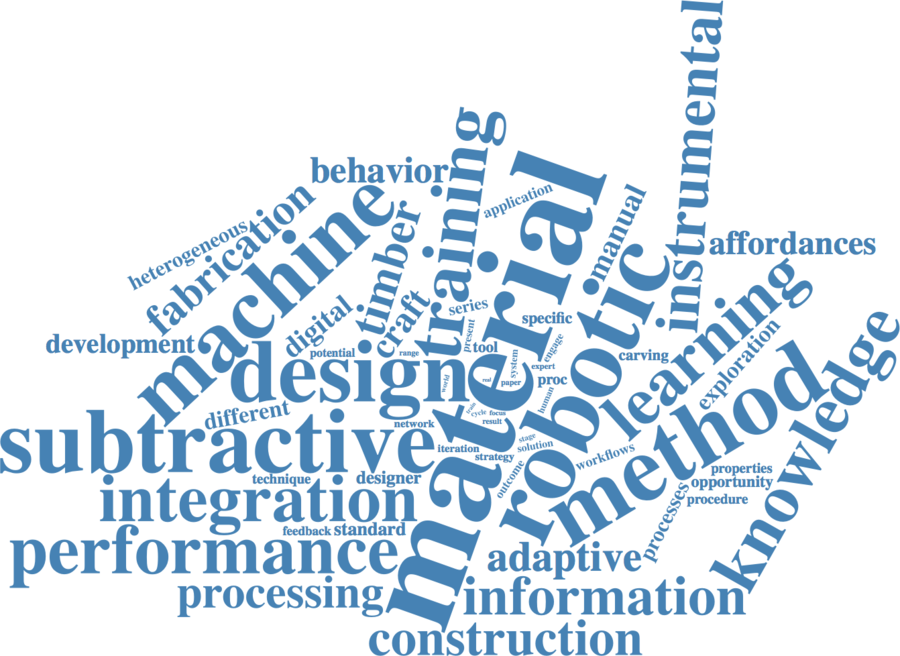 instrumental
training
behavior
material
application
manual
heterogeneous
fabrication
machine
timber
affordances
robotic
craft
digital
series
specific
learning
development
potential
range
present
tool
system
engage
carving
exploration
knowledge
design
world
real
paper
expert
proc
human
method
different
network
team
cycle
focus
result
subtractive
iteration
strategy
stage
solution
workflows
outcome
properties
opportunity
procedure
processes
technique
designer
integration
feedback
standard
performance
adaptive
processing
information
construction